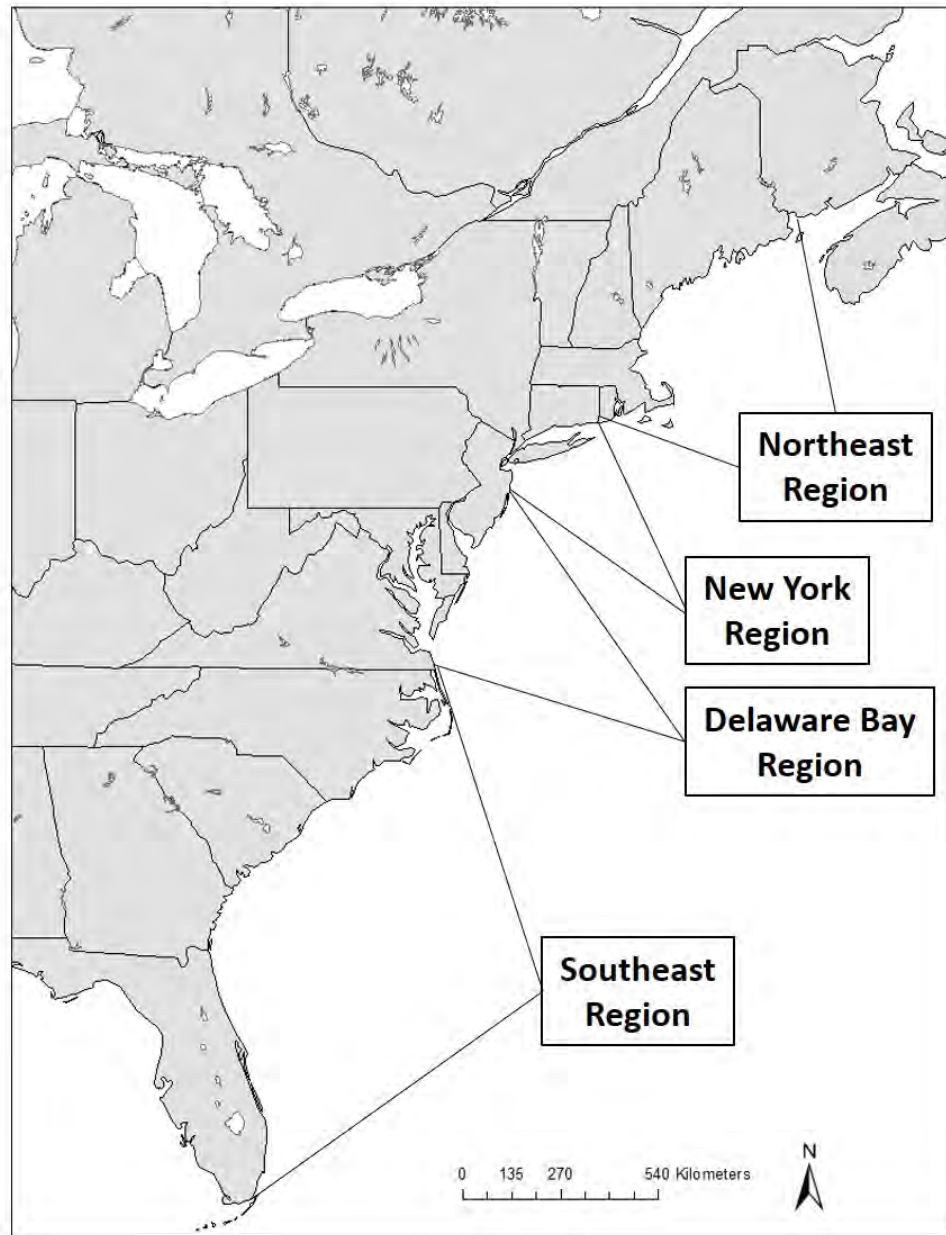 Northeast
Region
New York
Region
Delaware Bay
Region
Southeast
Region
N
0 135 270 540 Kilometers